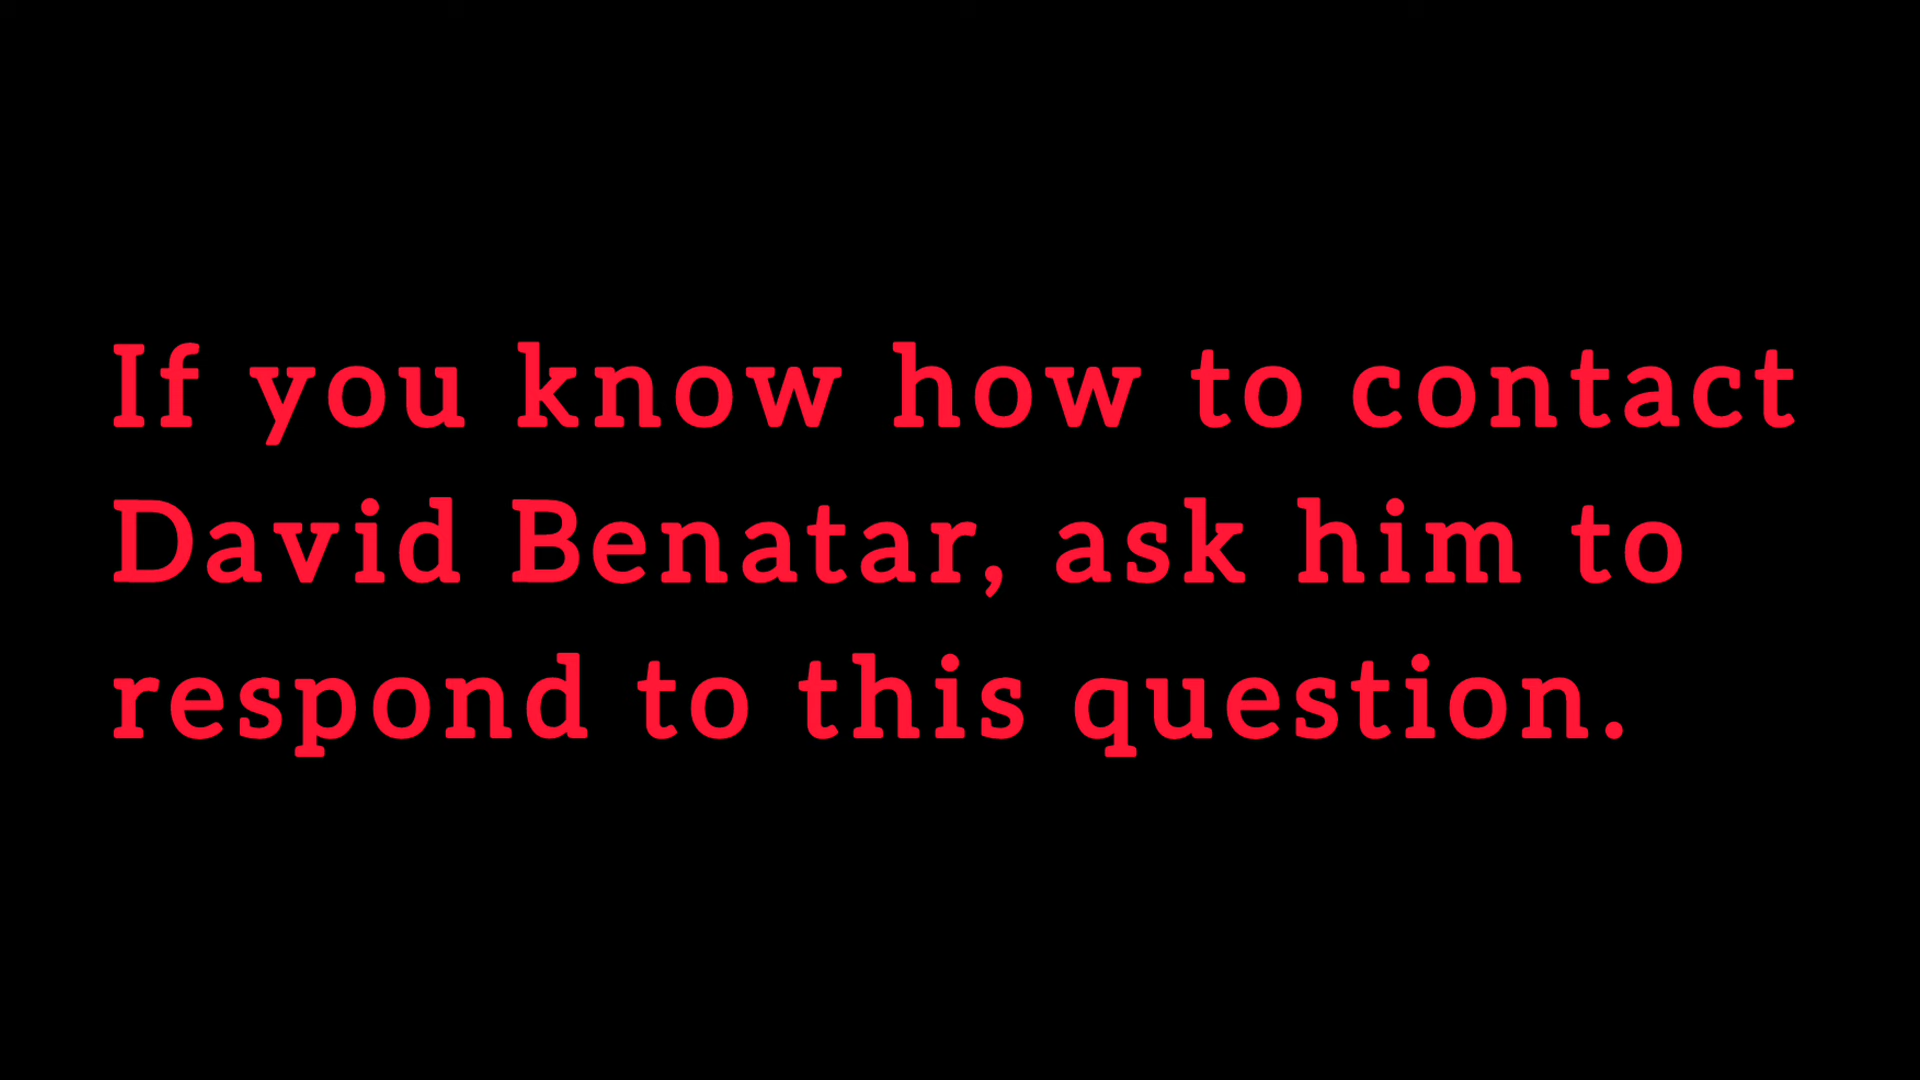 If you know how to contact
David Benatar, ask him to
respond to this question.